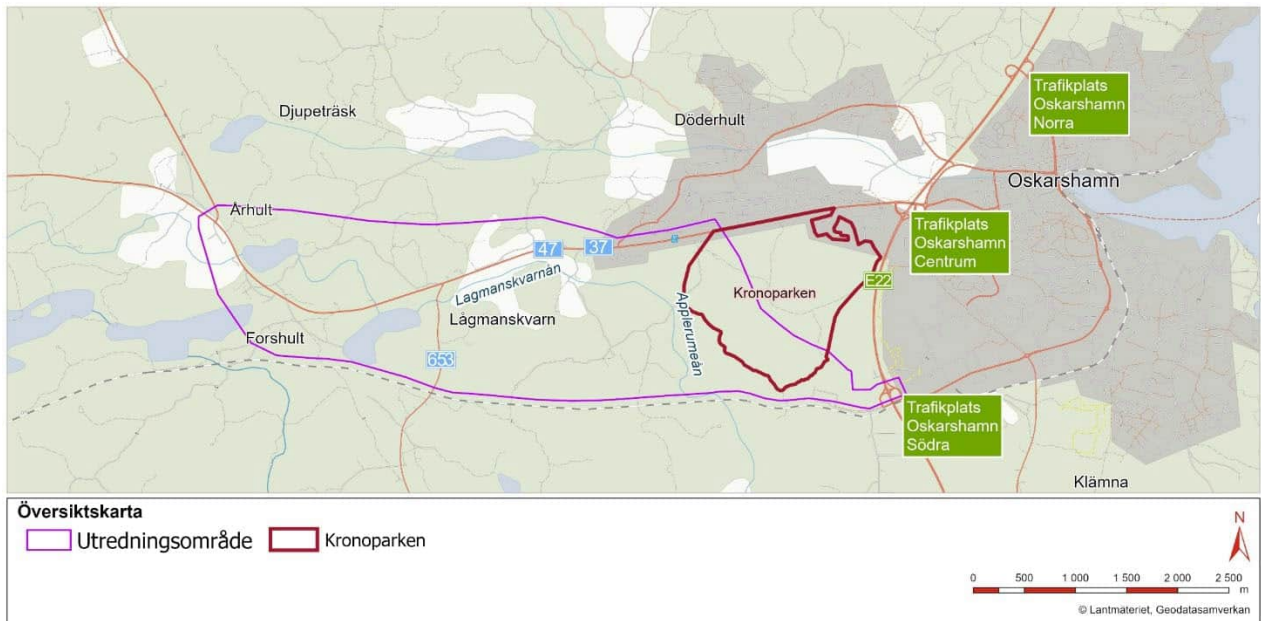 Trafikplats
Oskarshamn
Norra
Djupeträsk
Döderhult
Oskarshamn
Århult
Trafikplats
Oskarshamn
Centrum
47
37
E22
Lagmanskvarnån
Kronoparken
Applerumeån
Lågmanskvarn
Forshult
653
Trafikplats
Oskarshamn
Södra
Klämna
Översiktskarta
Utredningsområde
Kronoparken
N
0 500 1 000 1 500 2 000 2 500
m
© Lantmäteriet, Geodatasamverkan